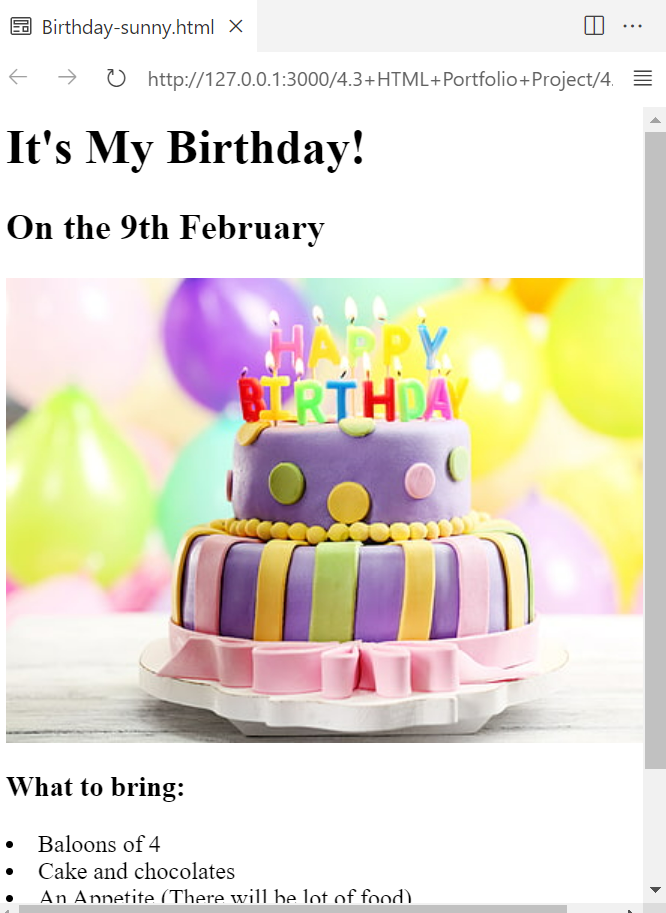 Birthday-sunny.html
http://127.0.0.1:3000/4.3+HTML+Portfolio+Project/4.
It's My Birthday!
On the 9th February
HAPPY
BIRTHDAY
What to bring:
Baloons of 4
Cake and chocolates
An Appetite (There will be lot of food)